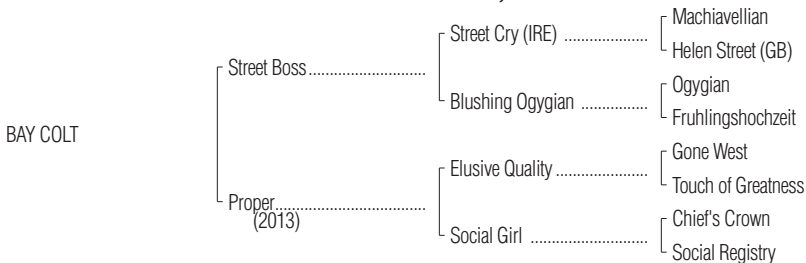 Machiavellian
Street Cry (IRE) ....................
Helen Street (GB)
Street Boss............................
Ogygian
Blushing Ogygian ................
Fruhlingshochzeit
BAY COLT
Gone West
Elusive Quality ......................
Touch of Greatness
Proper....................................
(2013)
Chief's Crown
Social Girl ............................
Social Registry